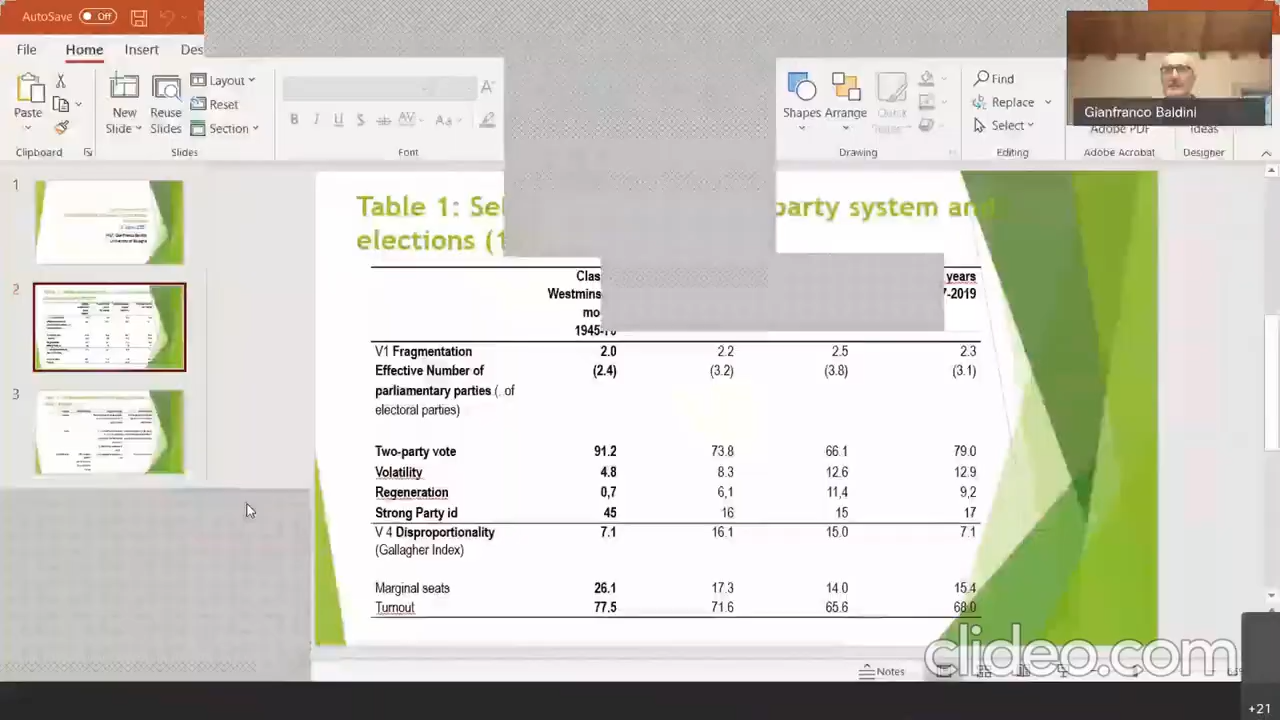 AutoSave Off
File Home Insert Des
Gianfranco Baldini
Paste
New Slide
Reuse Slides
Layout
Reset
Section
Shapes Arrange
Find
Replace
Select
Adobe PDF
Ideas
Clipboard Slides Font Drawing Editing Adobe Acrobat Designer
1
2
3
Table 1: Se party system and
elections (1
Clas years
Westmins 7-2019
mo
V1 Fragmentation 2.0 2.2 2.5 2.3
Effective Number of (2.4) (3.2) (3.8) (3.1)
parliamentary parties (. of
electoral parties)
Two-party vote 91.2 73.8 66.1 79.0
Volatility 4.8 8.3 12.6 12.9
Regeneration 0,7 6,1 11,4 9,2
Strong Party id 45 16 15 17
V 4 Disproportionality 7.1 16.1 15.0 7.1
(Gallagher Index)
Marginal seats 26.1 17.3 14.0 15.4
Turnout 77.5 71.6 65.6 68.0
clideo.com
Notes
+21